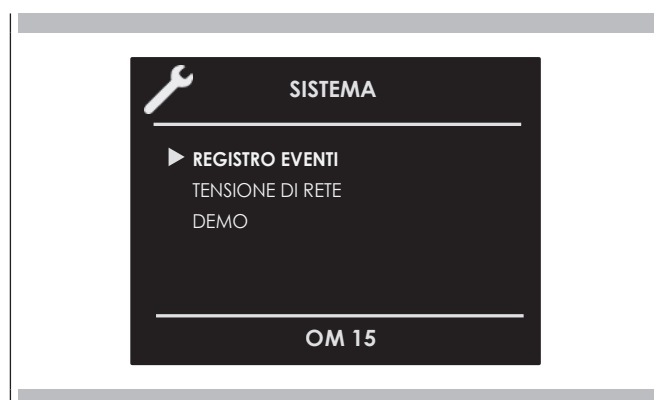 SISTEMA
REGISTRO EVENTI
TENSIONE DI RETE
DEMO
OM 15